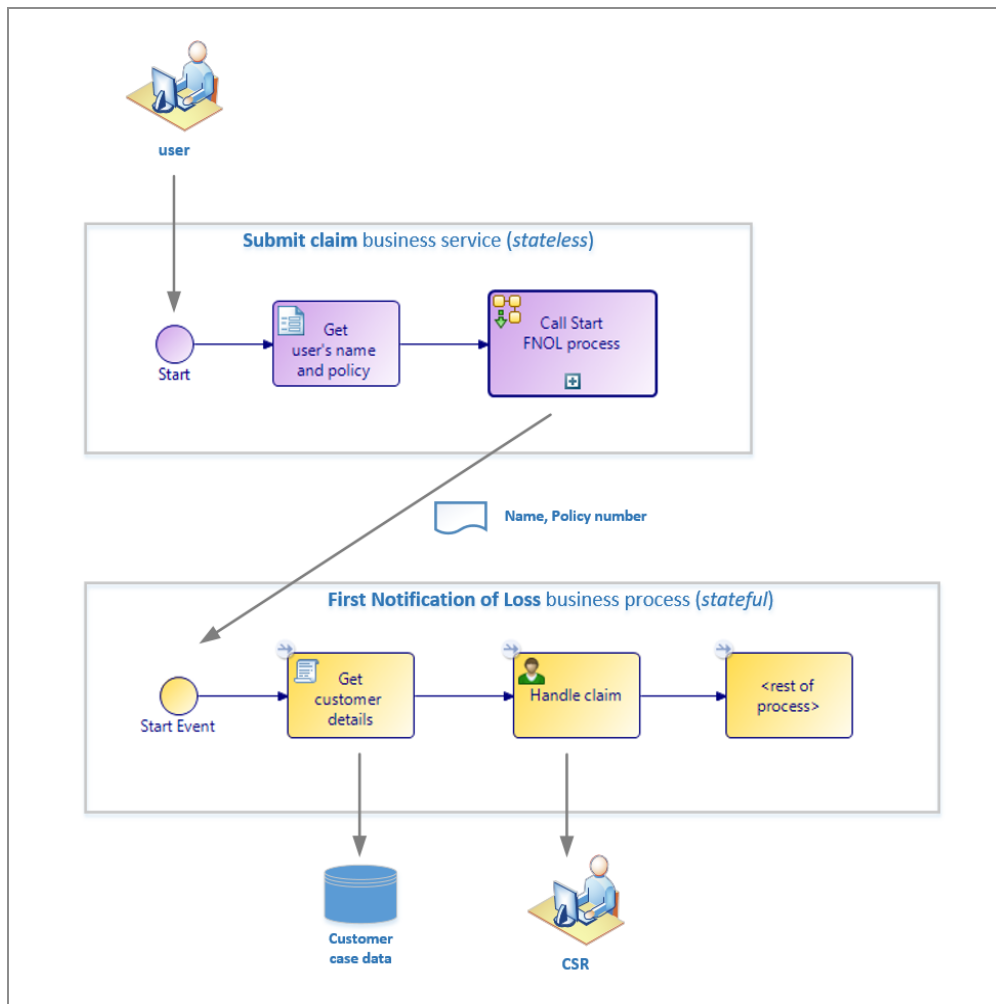 user
Submit claim business service (stateless)
Start
Get
user's name
and policy
Call Start
FNOL process
Name, Policy number
First Notification of Loss business process (stateful)
Start Event
Get
customer
details
Handle claim
<rest of
process>
Customer
case data
CSR